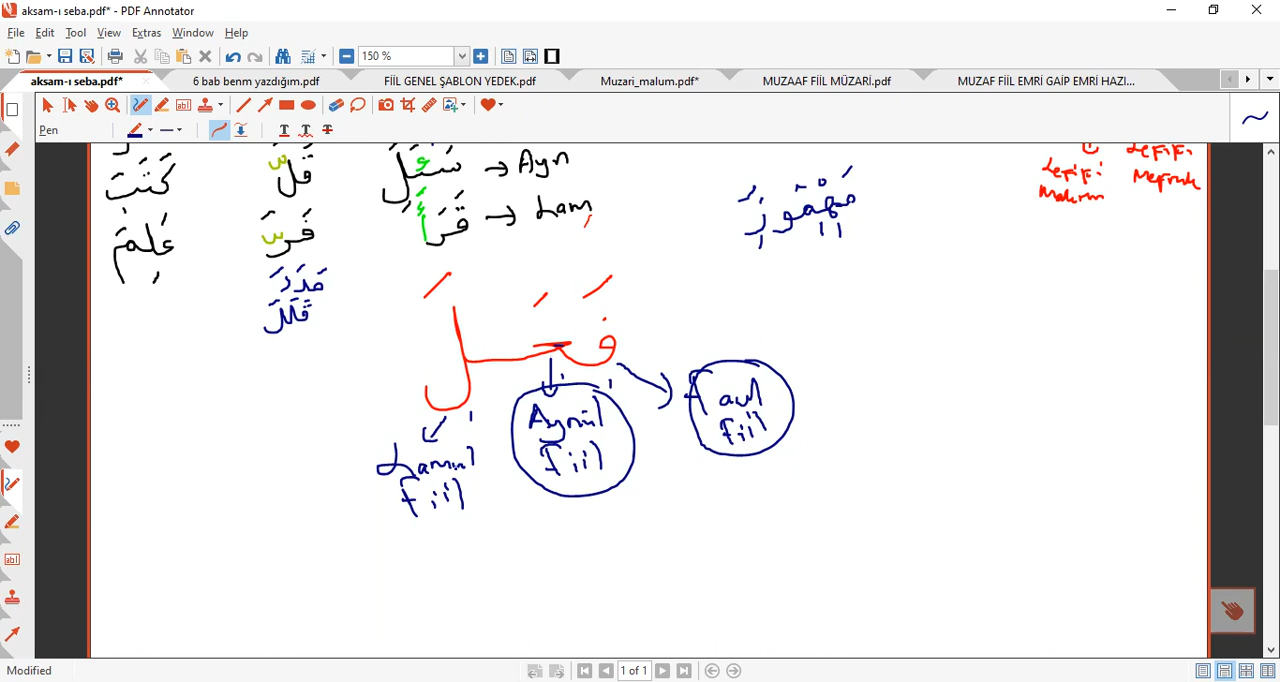 aksam-ı seba.pdf* - PDF Annotator
File Edit Tool View Extras Window Help
150 %
aksam-ı seba.pdf*
6 bab benm yazdığım.pdf
FİİL GENEL ŞABLON YEDEK.pdf
Muzari_malum.pdf*
MUZAAF FİİL MÜZARİ.pdf
MUZAF FİİL EMRİ GAİP EMRİ HAZI...
Pen
Ayn
Lam
كَتَبَ
عَلِمَ
قَلَّ
فَرَّ
مَدَدَ
قَلَلَ
سَئَلَ
قَرَأَ
مَهْمُوزٌ
Lefifi
Makrun
Lefifi
Mefruk
فَعَلَ
Faul
fiil
Aynül
fiil
Lamul
fiil
Modified
1 of 1